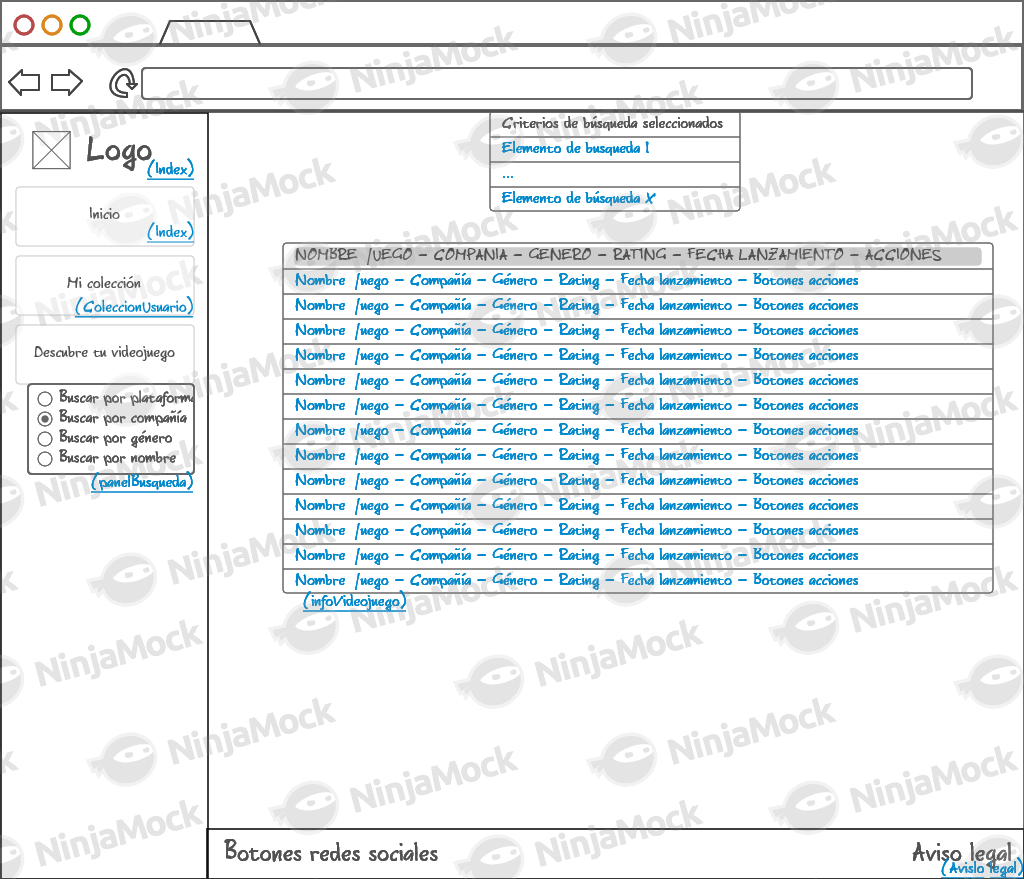 Logo
(Index)
Inicio
(Index)
Mi colección
(ColeccionUsuario)
Descubre tu videojuego
Buscar por plataforma
Buscar por compañía
Buscar por género
Buscar por nombre
(panelBusqueda)
Criterios de búsqueda seleccionados
Elemento de busqueda 1
...
Elemento de búsqueda X
NOMBRE JUEGO - COMPAÑIA - GENERO - RATING - FECHA LANZAMIENTO - ACCIONES
Nombre Juego - Compañía - Género - Rating - Fecha lanzamiento - Botones acciones
Nombre Juego - Compañía - Género - Rating - Fecha lanzamiento - Botones acciones
Nombre Juego - Compañía - Género - Rating - Fecha lanzamiento - Botones acciones
Nombre Juego - Compañía - Género - Rating - Fecha lanzamiento - Botones acciones
Nombre Juego - Compañía - Género - Rating - Fecha lanzamiento - Botones acciones
Nombre Juego - Compañía - Género - Rating - Fecha lanzamiento - Botones acciones
Nombre Juego - Compañía - Género - Rating - Fecha lanzamiento - Botones acciones
Nombre Juego - Compañía - Género - Rating - Fecha lanzamiento - Botones acciones
Nombre Juego - Compañía - Género - Rating - Fecha lanzamiento - Botones acciones
Nombre Juego - Compañía - Género - Rating - Fecha lanzamiento - Botones acciones
Nombre Juego - Compañía - Género - Rating - Fecha lanzamiento - Botones acciones
Nombre Juego - Compañía - Género - Rating - Fecha lanzamiento - Botones acciones
Nombre Juego - Compañía - Género - Rating - Fecha lanzamiento - Botones acciones
(infoVideojuego)
Botones redes sociales
Aviso legal
(Avislo legal)
NinjaMock